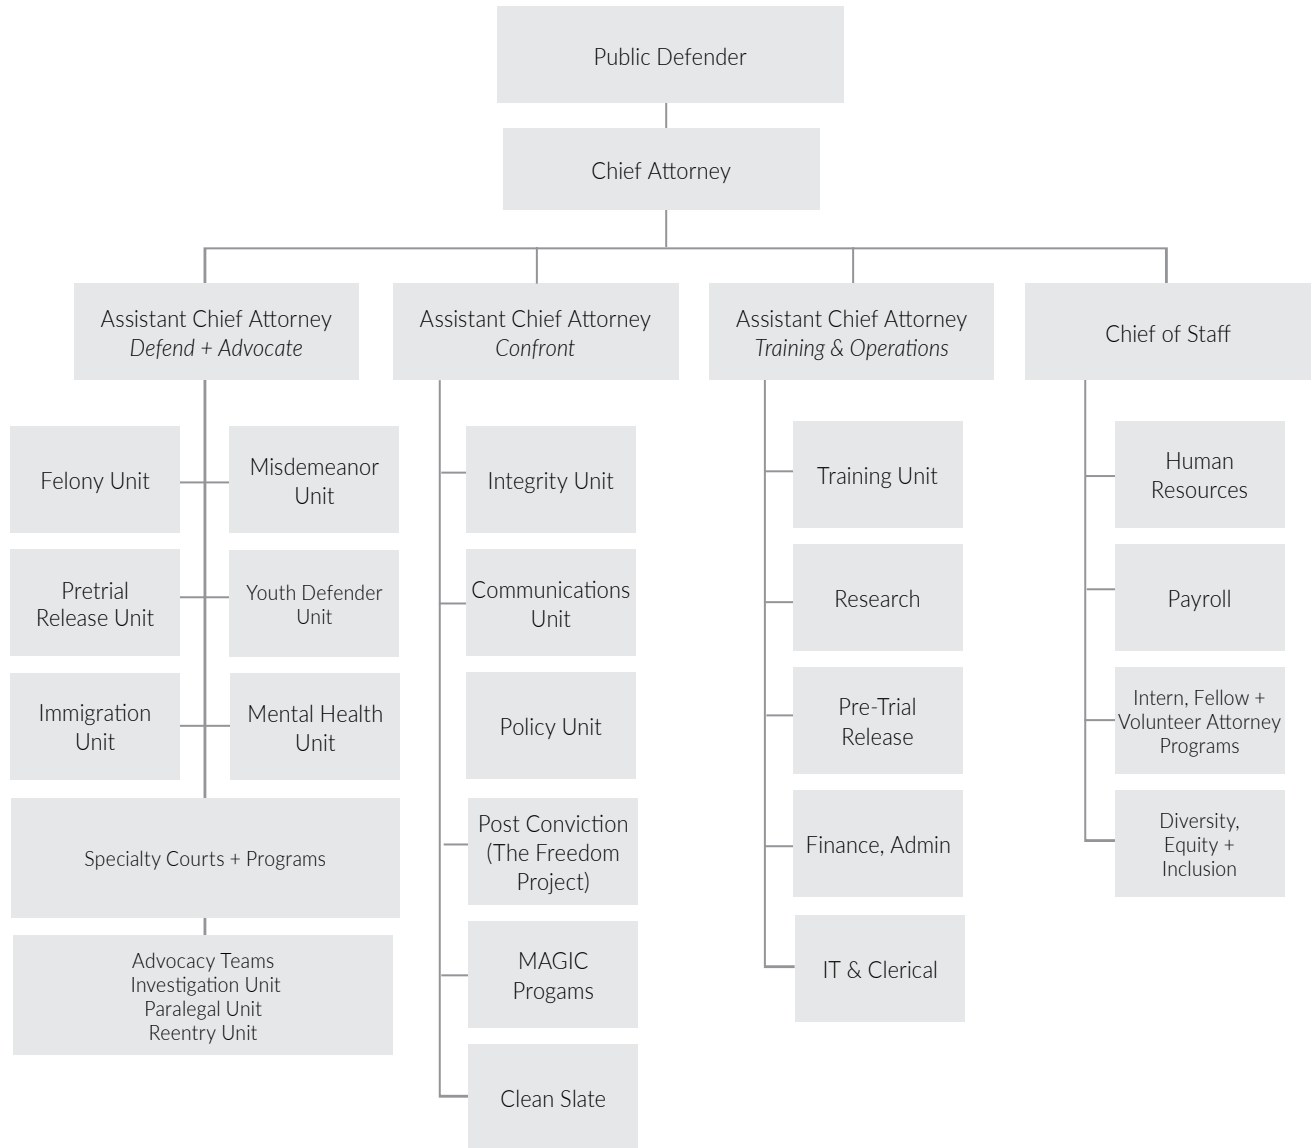 Public Defender
Chief Attorney
Assistant Chief Attorney
Defend + Advocate
Assistant Chief Attorney
Confront
Assistant Chief Attorney
Training & Operations
Chief of Staff
Felony Unit
Misdemeanor
Unit
Pretrial
Release Unit
Youth Defender
Unit
Immigration
Unit
Mental Health
Unit
Specialty Courts + Programs
Advocacy Teams
Investigation Unit
Paralegal Unit
Reentry Unit
Integrity Unit
Communications
Unit
Policy Unit
Post Conviction
(The Freedom
Project)
MAGIC
Progams
Clean Slate
Training Unit
Research
Pre-Trial
Release
Finance, Admin
IT & Clerical
Human
Resources
Payroll
Intern, Fellow +
Volunteer Attorney
Programs
Diversity,
Equity +
Inclusion